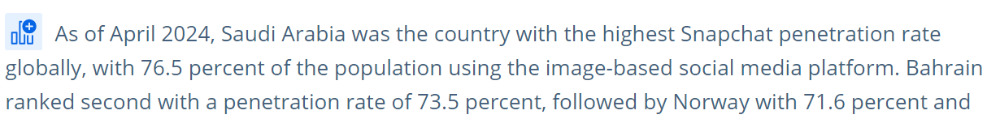 As of April 2024, Saudi Arabia was the country with the highest Snapchat penetration rate
globally, with 76.5 percent of the population using the image-based social media platform. Bahrain
ranked second with a penetration rate of 73.5 percent, followed by Norway with 71.6 percent and